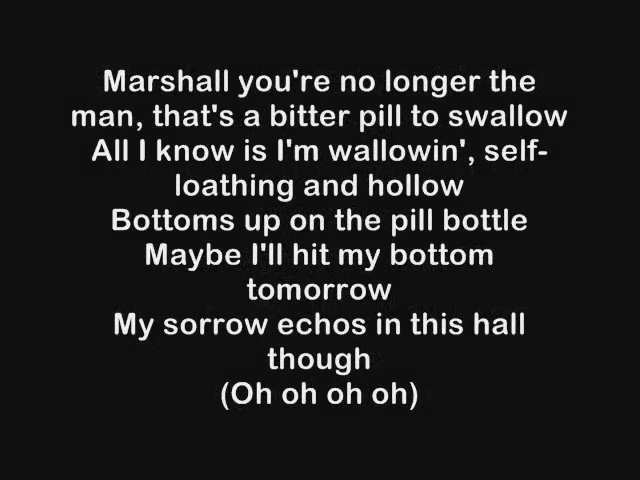 Marshall you're no longer the
man, that's a bitter pill to swallow
All I know is I'm wallowin', self-
loathing and hollow
Bottoms up on the pill bottle
Maybe I'll hit my bottom
tomorrow
My sorrow echos in this hall
though
(Oh oh oh oh)